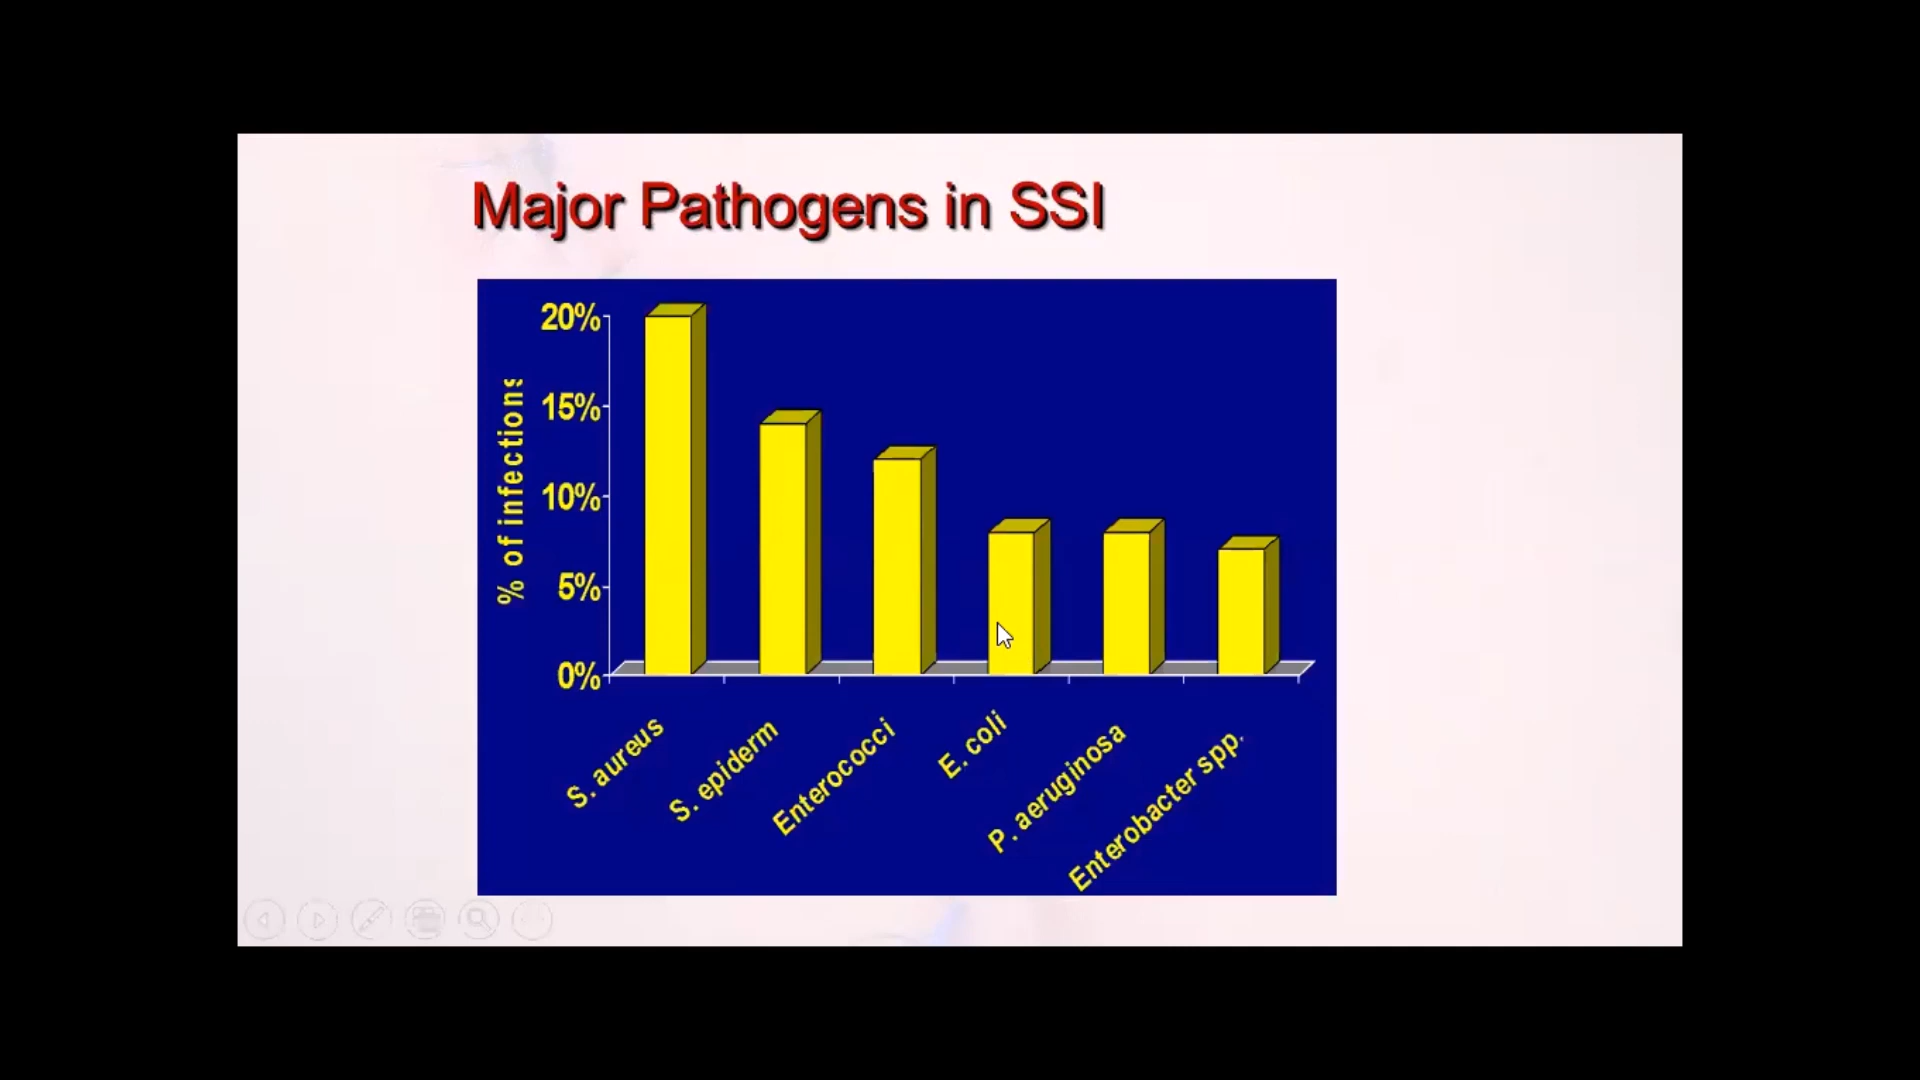 Major Pathogens in SSI
% of infections
20%
15%
10%
5%
0%
S. aureus
S. epiderm
Enterococci
E. coli
P. aeruginosa
Enterobacter spp.